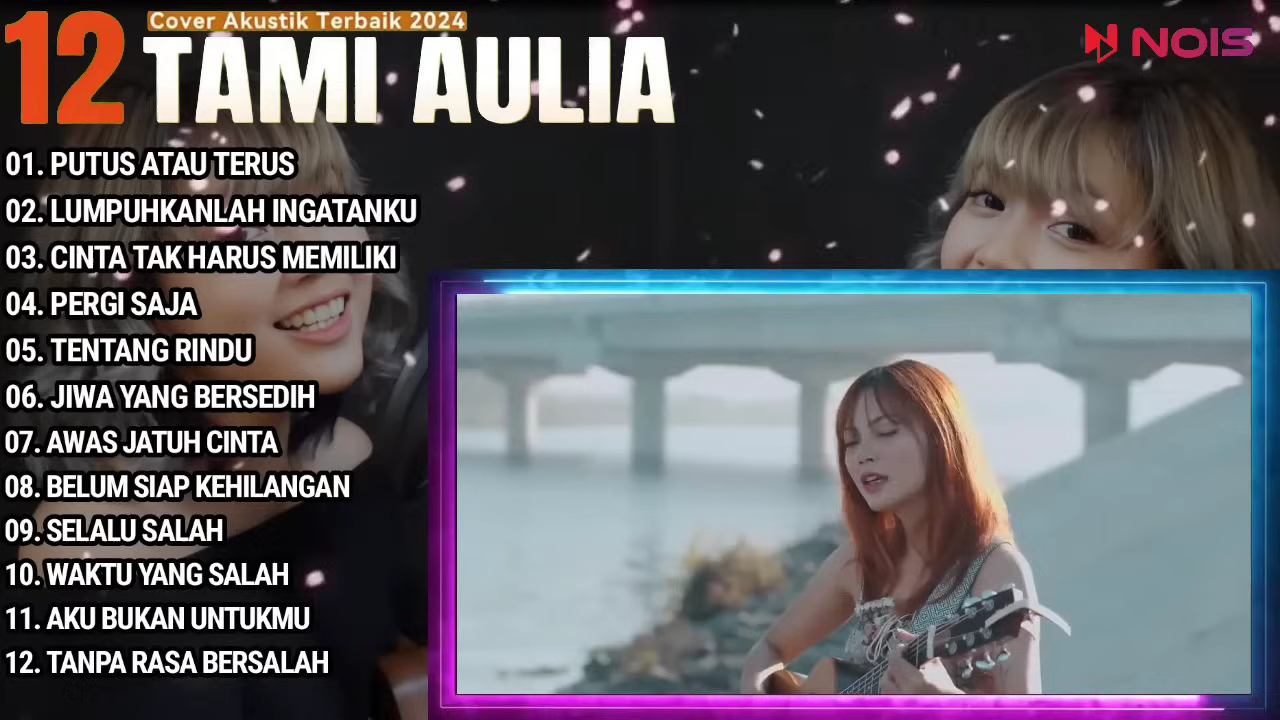 Cover Akustik Terbaik 2024
12 TAMI AULIA
NOIS
01. PUTUS ATAU TERUS
02. LUMPUHKANLAH INGATANKU
03. CINTA TAK HARUS MEMILIKI
04. PERGI SAJA
05. TENTANG RINDU
06. JIWA YANG BERSEDIH
07. AWAS JATUH CINTA
08. BELUM SIAP KEHILANGAN
09. SELALU SALAH
10. WAKTU YANG SALAH
11. AKU BUKAN UNTUKMU
12. TANPA RASA BERSALAH